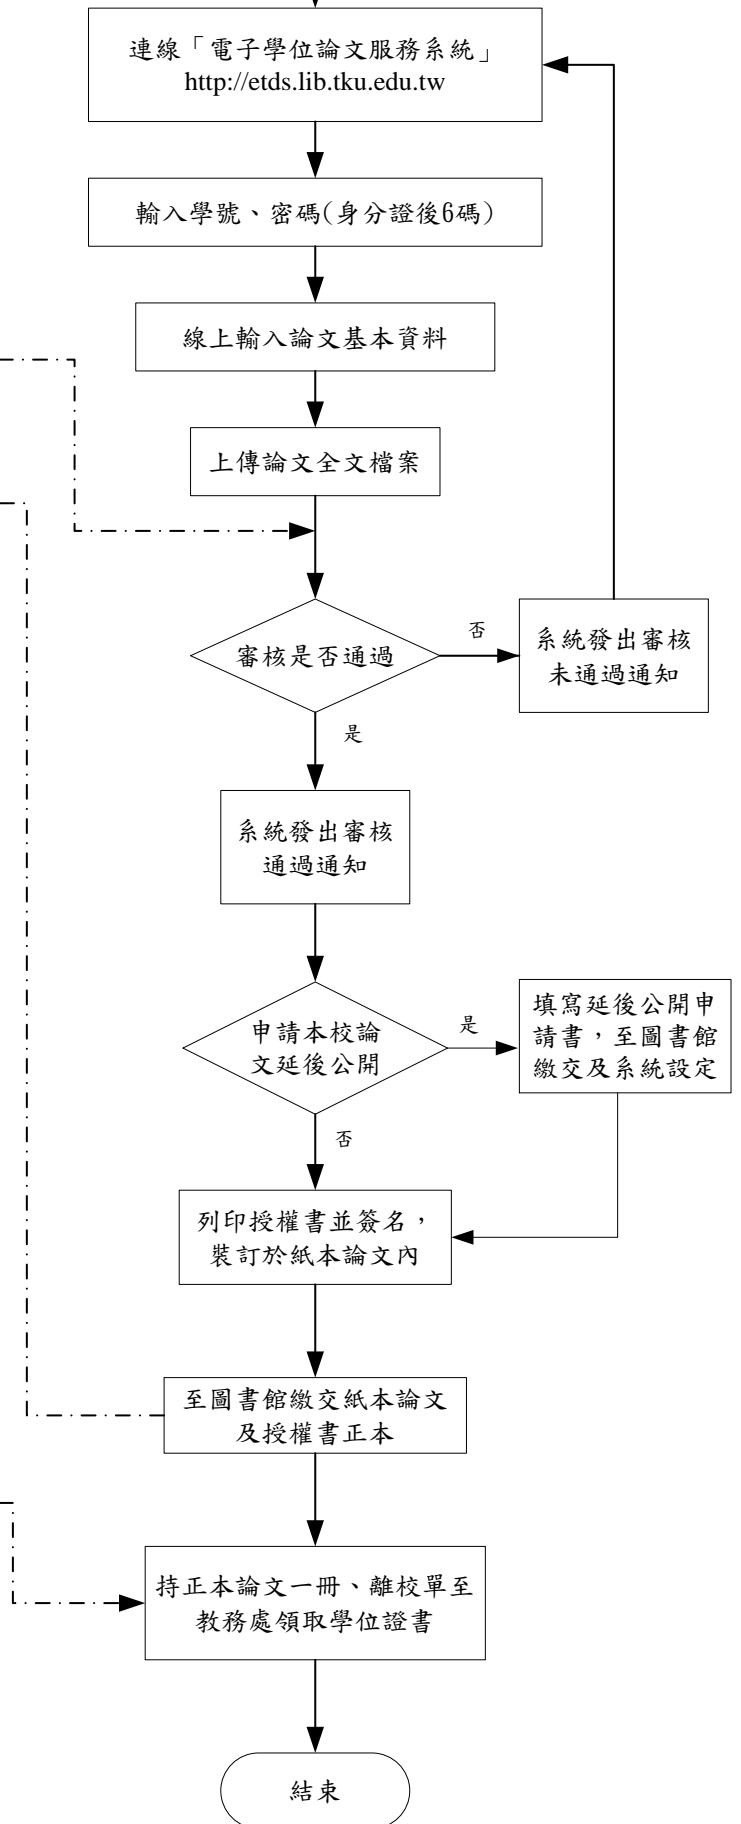 連線「電子學位論文服務系統」
http://etds.lib.tku.edu.tw
輸入學號、密碼(身分證後6碼)
線上輸入論文基本資料
上傳論文全文檔案
審核是否通過
否
系統發出審核
未通過通知
是
系統發出審核
通過通知
申請本校論
文延後公開
是
填寫延後公開申
請書，至圖書館
繳交及系統設定
否
列印授權書並簽名，
裝訂於紙本論文內
至圖書館繳交紙本論文
及授權書正本
持正本論文一冊、離校單至
教務處領取學位證書
結束